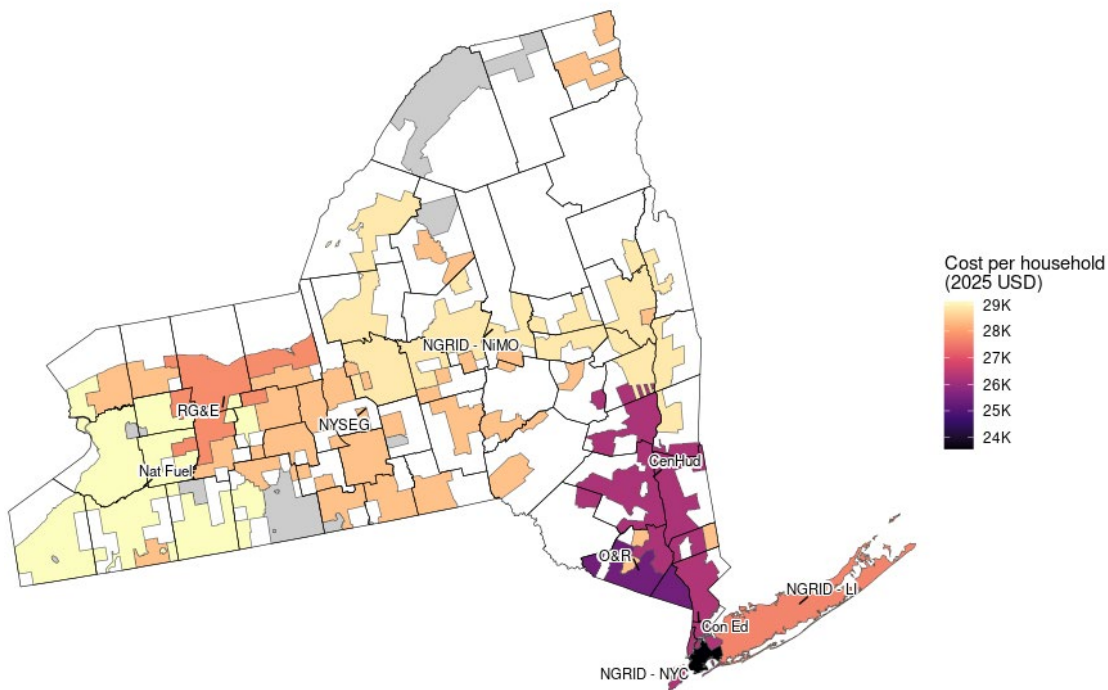 Cost per household
(2025 USD)
29K
28K
27K
26K
25K
24K
NGRID - NiMO
RG&E
NYSEG
Nat Fuel
CenHud
O&R
NGRID - LI
Con Ed
NGRID - NYC